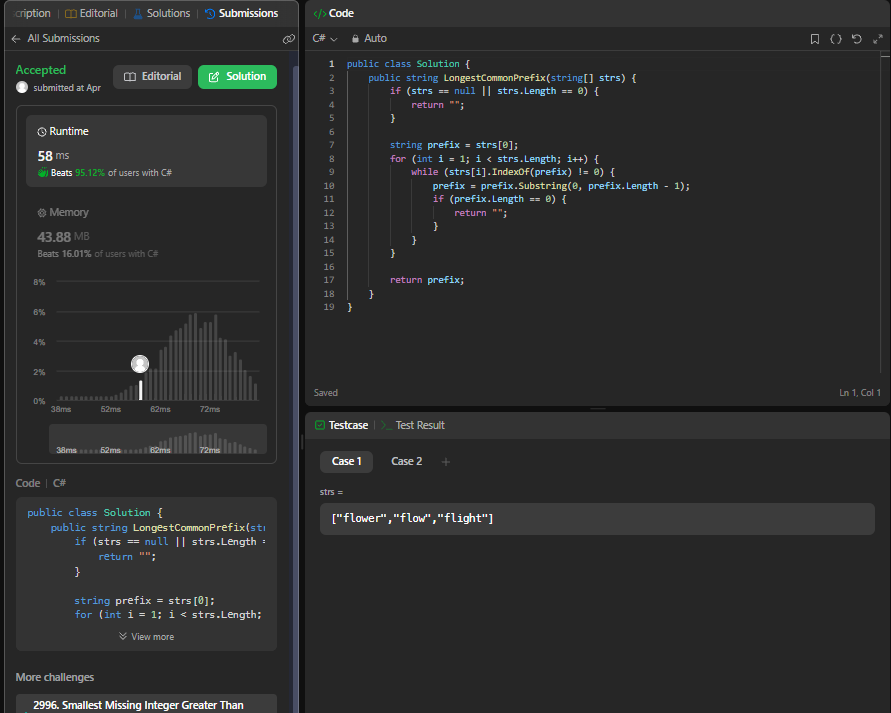 cription | Editorial | Solutions | Submissions
All Submissions
Accepted
submitted at Apr
Editorial
Solution
Runtime
58 ms
Beats 95.12% of users with C#
Memory
43.88 MB
Beats 16.01% of users with C#
8%
6%
4%
2%
0%
38ms 52ms 62ms 72ms
38ms 52ms 62ms 72ms
Code | C#
public class Solution {
    public string LongestCommonPrefix(str
        if (strs == null || strs.Length =
            return "";
        }

        string prefix = strs[0];
        for (int i = 1; i < strs.Length;
View more
More challenges
2996. Smallest Missing Integer Greater Than
</> Code
C# Auto
1 public class Solution {
2     public string LongestCommonPrefix(string[] strs) {
3         if (strs == null || strs.Length == 0) {
4             return "";
5         }
6
7         string prefix = strs[0];
8         for (int i = 1; i < strs.Length; i++) {
9             while (strs[i].IndexOf(prefix) != 0) {
10                 prefix = prefix.Substring(0, prefix.Length - 1);
11                 if (prefix.Length == 0) {
12                     return "";
13                 }
14             }
15         }
16
17         return prefix;
18     }
19 }
Saved
Ln 1, Col 1
Testcase | >_ Test Result
Case 1 Case 2 +
strs =
["flower","flow","flight"]